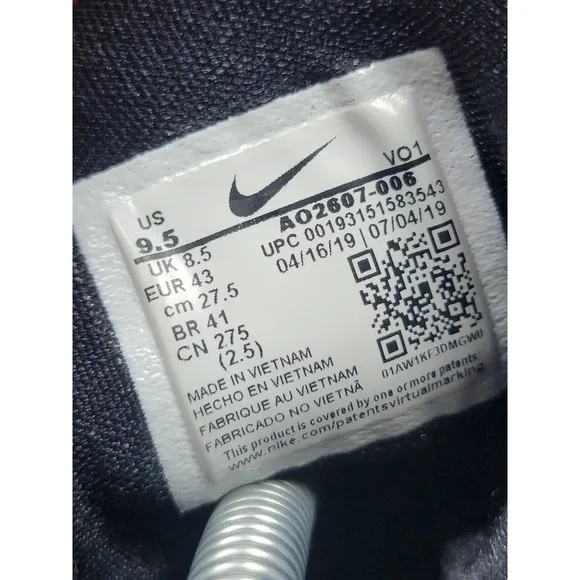 US
9.5
UK 8.5
EUR 43
cm 27.5
BR 41
CN 275
(2.5)
VO1
AO2607-006
UPC 00193151583543
04/16/19 | 07/04/19
01AW1KF3DMGW0
MADE IN VIETNAM
HECHO EN VIETNAM
FABRIQUE AU VIETNAM
FABRICADO NO VIETNÃ
This product is covered by one or more patents:
www.nike.com/patentsvirtualmarking